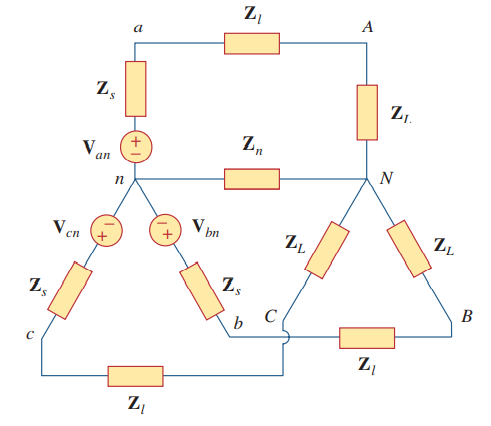 Z_l
a
A
Z_s
Z_L
V_an
+
−
Z_n
n
N
V_cn
−
+
−
+
V_bn
Z_L
Z_L
Z_s
Z_s
C
B
b
c
Z_l
Z_l